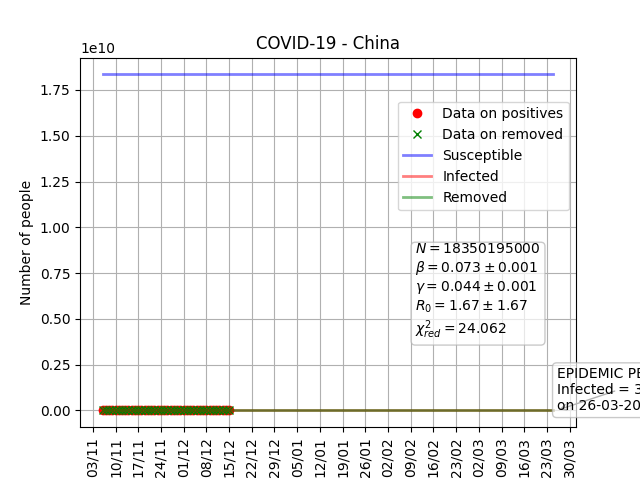 COVID-19 - China
1e10
1.75
1.50
1.25
1.00
0.75
0.50
0.25
0.00
Number of people
Data on positives
Data on removed
Susceptible
Infected
Removed
N = 18350195000
β = 0.073 ± 0.001
γ = 0.044 ± 0.001
R₀ = 1.67 ± 1.67
χ²red = 24.062
EPIDEMIC PE
Infected = 3
on 26-03-20
03/11
10/11
17/11
24/11
01/12
08/12
15/12
22/12
29/12
05/01
12/01
19/01
26/01
02/02
09/02
16/02
23/02
02/03
09/03
16/03
23/03
30/03